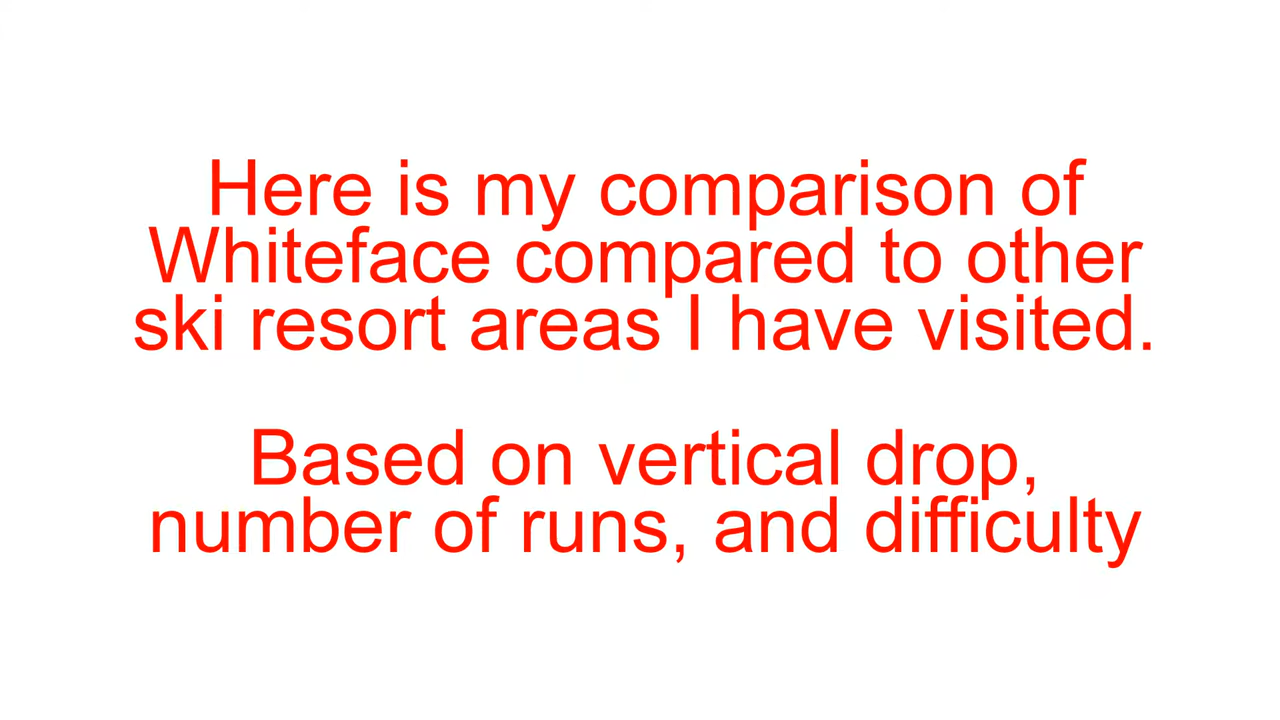 Here is my comparison of
Whiteface compared to other
ski resort areas I have visited.
Based on vertical drop,
number of runs, and difficulty